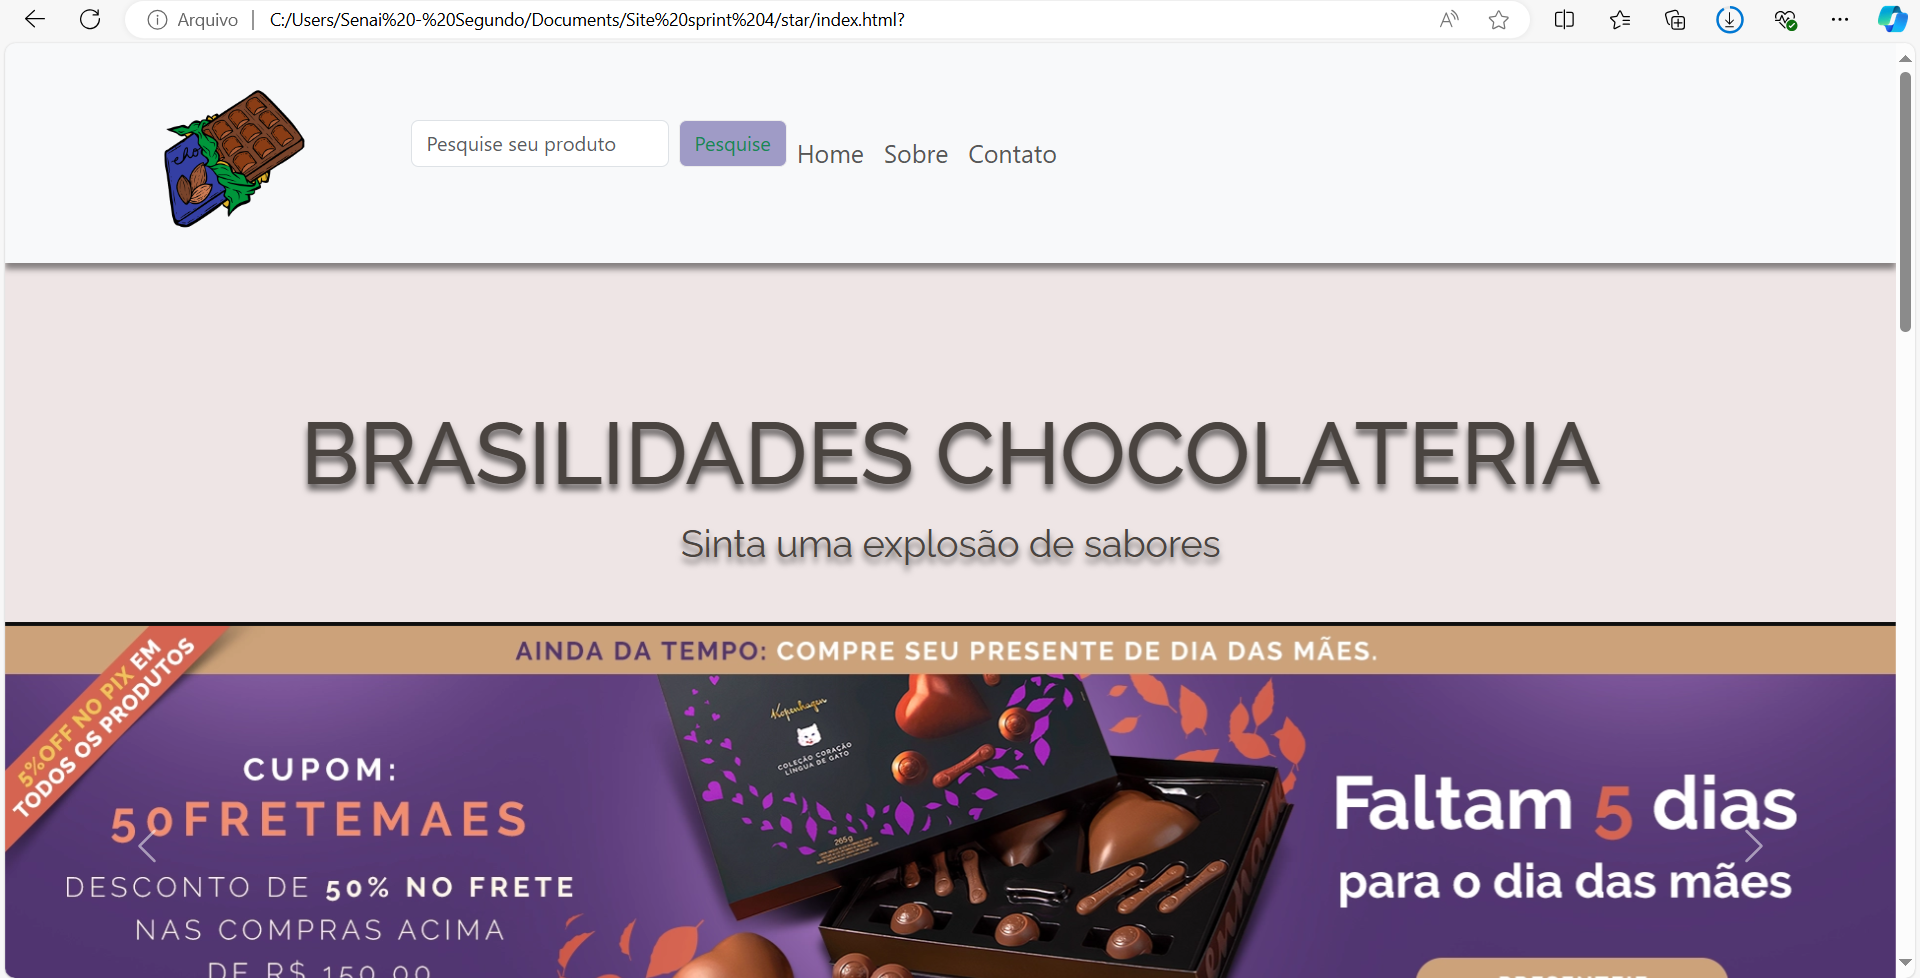 Arquivo | C:/Users/Senai%20-%20Segundo/Documents/Site%20sprint%204/star/index.html?
cho
Pesquise seu produto
Pesquise
Home Sobre Contato
BRASILIDADES CHOCOLATERIA
Sinta uma explosão de sabores
5%OFF NO PIX EM
TODOS OS PRODUTOS
AINDA DA TEMPO: COMPRE SEU PRESENTE DE DIA DAS MÃES.
CUPOM:
50FRETEMAES
DESCONTO DE 50% NO FRETE
NAS COMPRAS ACIMA
DE R$ 150,00
Kopenhagen
COLEÇÃO CORAÇÃO
LÍNGUA DE GATO
265g
Faltam 5 dias
para o dia das mães